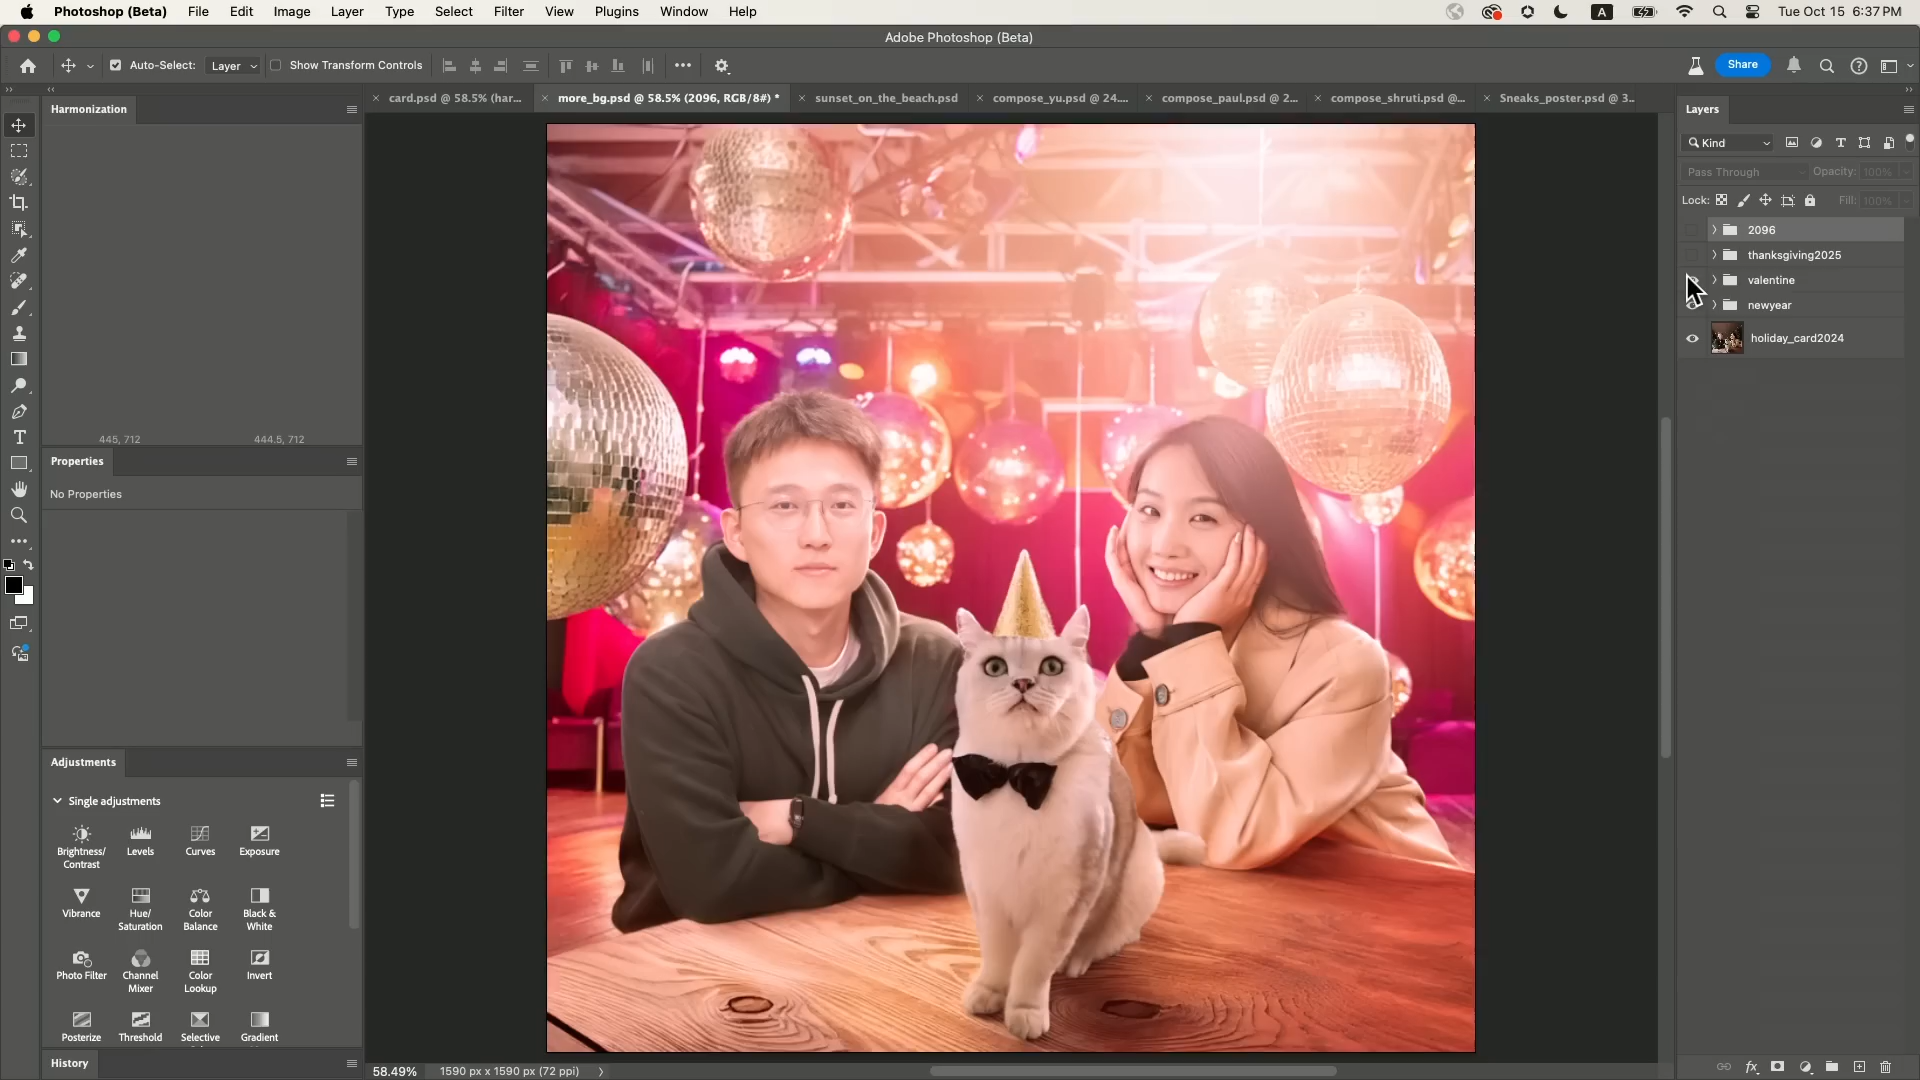 Photoshop (Beta) File Edit Image Layer Type Select Filter View Plugins Window Help A Tue Oct 15 6:37 PM
Adobe Photoshop (Beta)
Auto-Select: Layer Show Transform Controls Share
Harmonization
card.psd @ 58.5% (har... more_bg.psd @ 58.5% (2096, RGB/8#) * sunset_on_the_beach.psd compose_yu.psd @ 24.... compose_paul.psd @ 2... compose_shruti.psd @... Sneaks_poster.psd @ 3..
Layers
Kind
Pass Through Opacity: 100%
Lock: Fill: 100%
2096
thanksgiving2025
valentine
newyear
holiday_card2024
445, 712 444.5, 712
Properties
No Properties
Adjustments
Single adjustments
Brightness/
Contrast
Levels
Curves
Exposure
Vibrance
Hue/
Saturation
Color
Balance
Black &
White
Photo Filter
Channel
Mixer
Color
Lookup
Invert
Posterize
Threshold
Selective
Gradient
History
58.49% 1590 px x 1590 px (72 ppi)